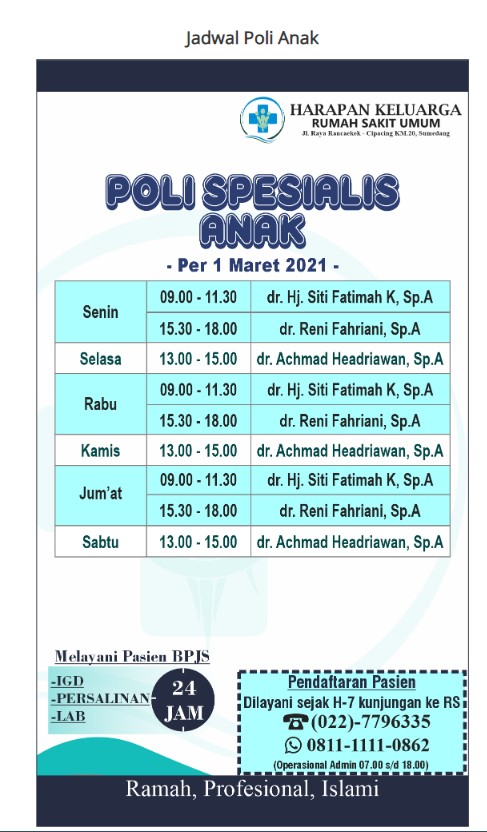 Jadwal Poli Anak
HARAPAN KELUARGA
RUMAH SAKIT UMUM
Jl. Raya Rancaekek - Cipacing KM.20, Sumedang
POLI SPESIALIS
ANAK
- Per 1 Maret 2021 -
Senin 09.00 - 11.30 dr. Hj. Siti Fatimah K, Sp.A
15.30 - 18.00 dr. Reni Fahriani, Sp.A
Selasa 13.00 - 15.00 dr. Achmad Headriawan, Sp.A
Rabu 09.00 - 11.30 dr. Hj. Siti Fatimah K, Sp.A
15.30 - 18.00 dr. Reni Fahriani, Sp.A
Kamis 13.00 - 15.00 dr. Achmad Headriawan, Sp.A
Jum'at 09.00 - 11.30 dr. Hj. Siti Fatimah K, Sp.A
15.30 - 18.00 dr. Reni Fahriani, Sp.A
Sabtu 13.00 - 15.00 dr. Achmad Headriawan, Sp.A
Melayani Pasien BPJS
-IGD
-PERSALINAN-
-LAB
24
JAM
Pendaftaran Pasien
Dilayani sejak H-7 kunjungan ke RS
(022)-7796335
0811-1111-0862
(Operasional Admin 07.00 s/d 18.00)
Ramah, Profesional, Islami